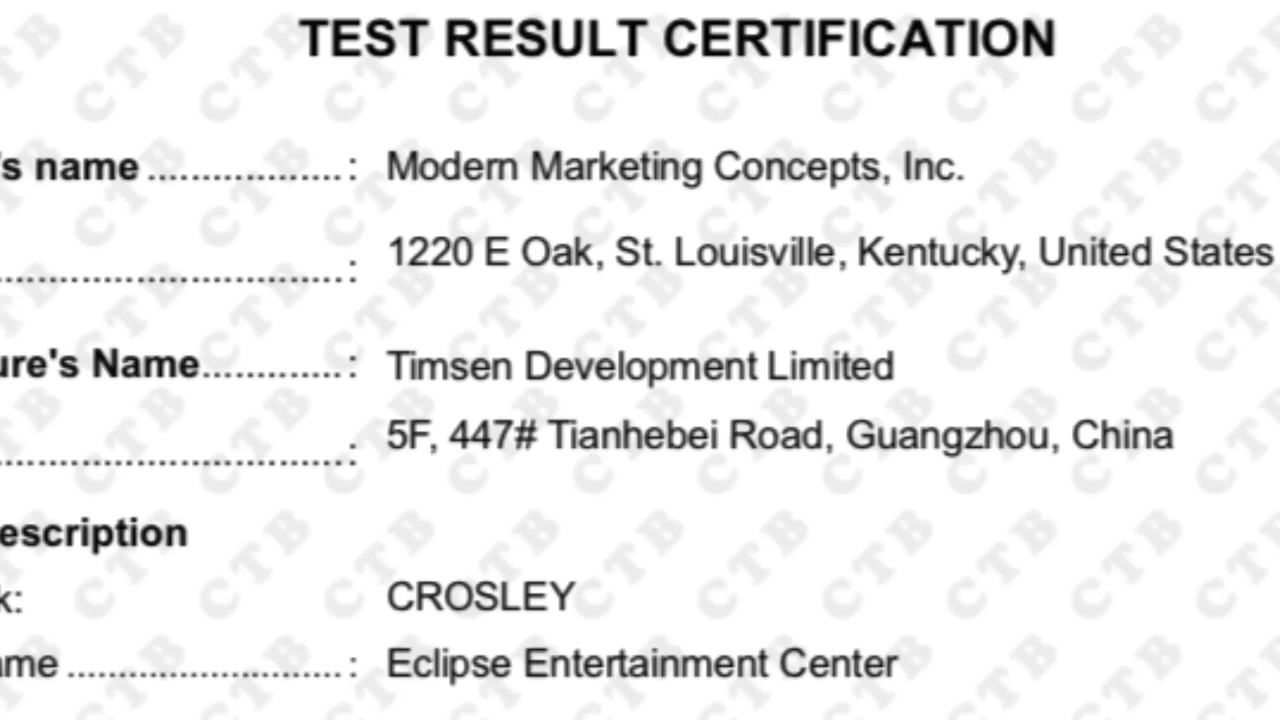 TEST RESULT CERTIFICATION
's name ..................: Modern Marketing Concepts, Inc.
1220 E Oak, St. Louisville, Kentucky, United States
ure's Name.............: Timsen Development Limited
5F, 447# Tianhebei Road, Guangzhou, China
escription
k: CROSLEY
ame ..........................: Eclipse Entertainment Center
CTB